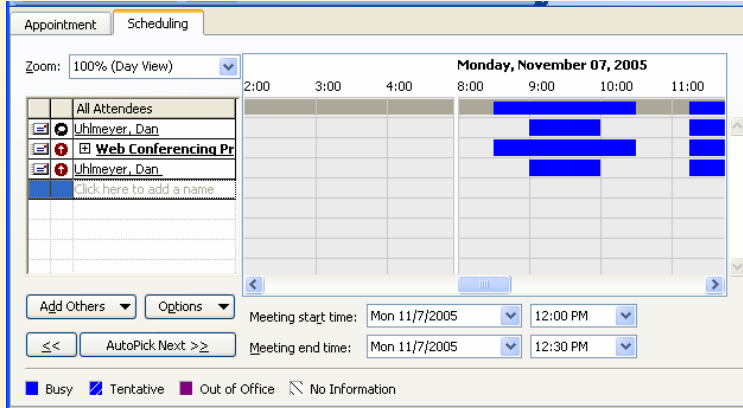 Appointment Scheduling
Zoom: 100% (Day View)
Monday, November 07, 2005
2:00 3:00 4:00 8:00 9:00 10:00 11:00
All Attendees
Uhlmeyer, Dan
Web Conferencing Pr
Uhlmeyer, Dan
Click here to add a name
Add Others Options
Meeting start time: Mon 11/7/2005 12:00 PM
<< AutoPick Next >>
Meeting end time: Mon 11/7/2005 12:30 PM
Busy Tentative Out of Office No Information